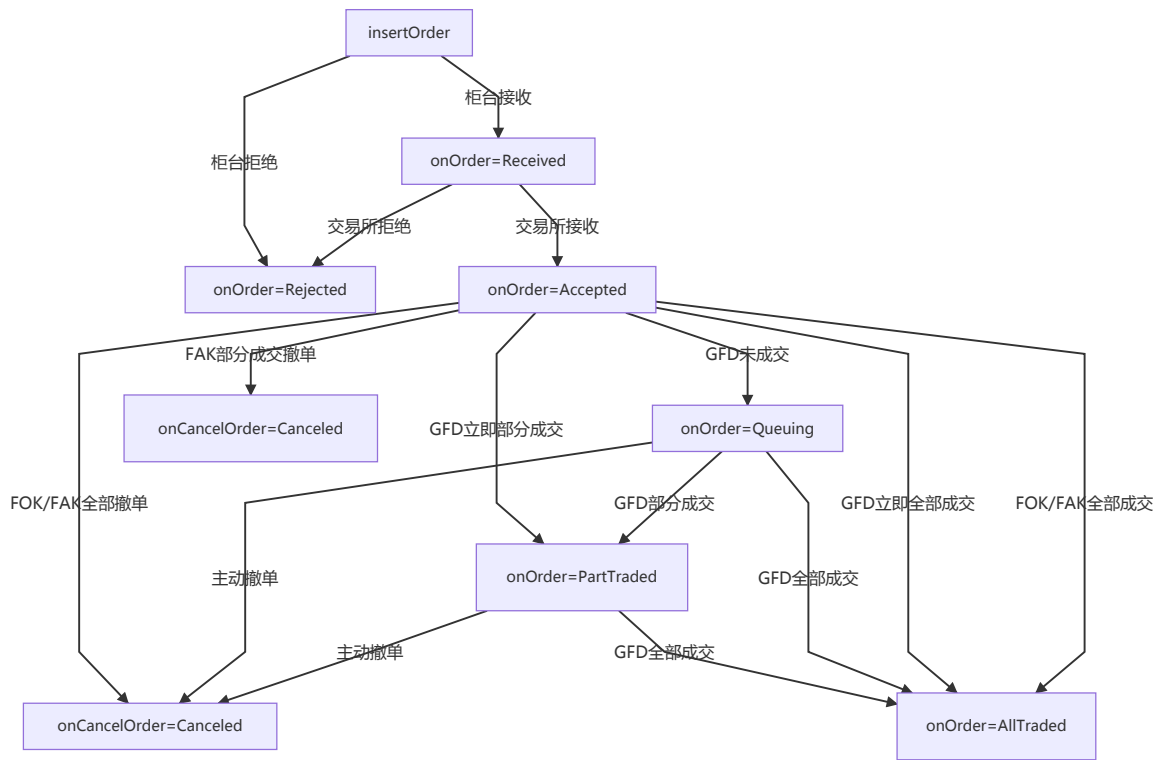 insertOrder
柜台接收
柜台拒绝
onOrder=Received
交易所拒绝
交易所接收
onOrder=Rejected
onOrder=Accepted
FAK部分成交撤单
GFD未成交
onCancelOrder=Canceled
GFD立即部分成交
onOrder=Queuing
FOK/FAK全部撤单
GFD部分成交
GFD立即全部成交
FOK/FAK全部成交
主动撤单
onOrder=PartTraded
GFD全部成交
主动撤单
GFD全部成交
onCancelOrder=Canceled
onOrder=AllTraded